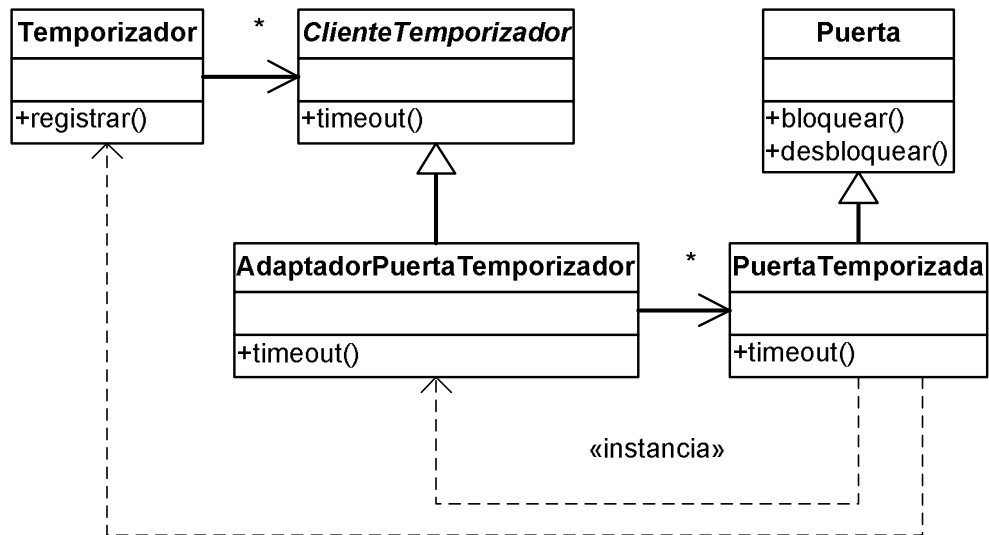 Temporizador
*
ClienteTemporizador
Puerta
+registrar()
+timeout()
+bloquear()
+desbloquear()
AdaptadorPuertaTemporizador
*
PuertaTemporizada
+timeout()
+timeout()
«instancia»